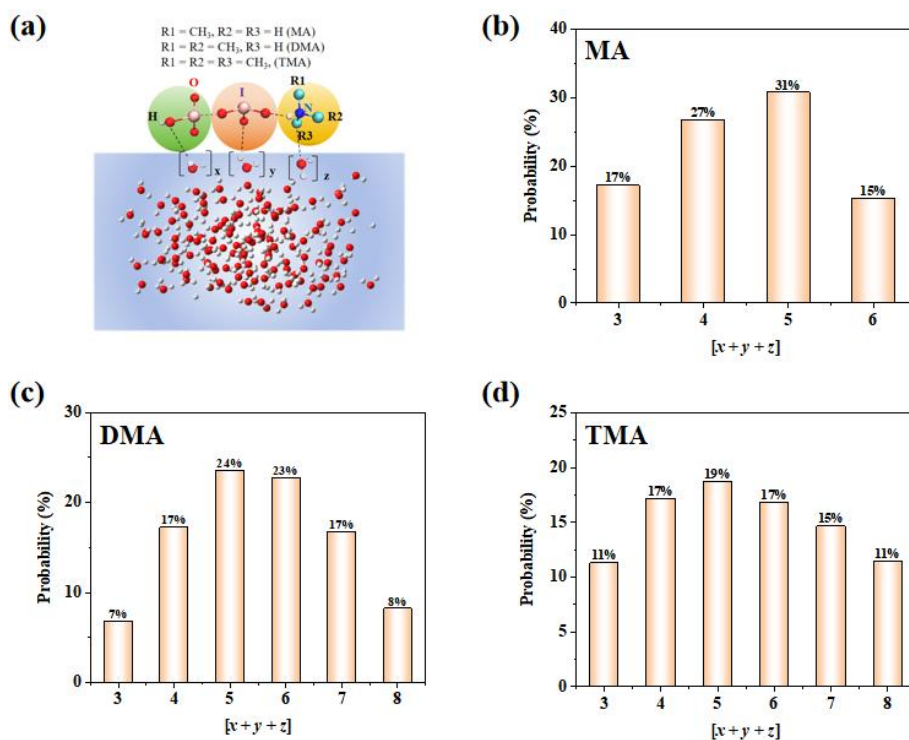 (a)
R1 = CH₃, R2 = R3 = H (MA)
R1 = R2 = CH₃, R3 = H (DMA)
R1 = R2 = R3 = CH₃, (TMA)
O
I
R1
H
N
R2
R3
[ ] x [ ] y [ ] z
(b)
MA
Probability (%)
40
30
20
10
0
17%
27%
31%
15%
3 4 5 6
[x + y + z]
(c)
DMA
Probability (%)
30
20
10
0
7%
17%
24%
23%
17%
8%
3 4 5 6 7 8
[x + y + z]
(d)
TMA
Probability (%)
25
20
15
10
5
0
11%
17%
19%
17%
15%
11%
3 4 5 6 7 8
[x + y + z]